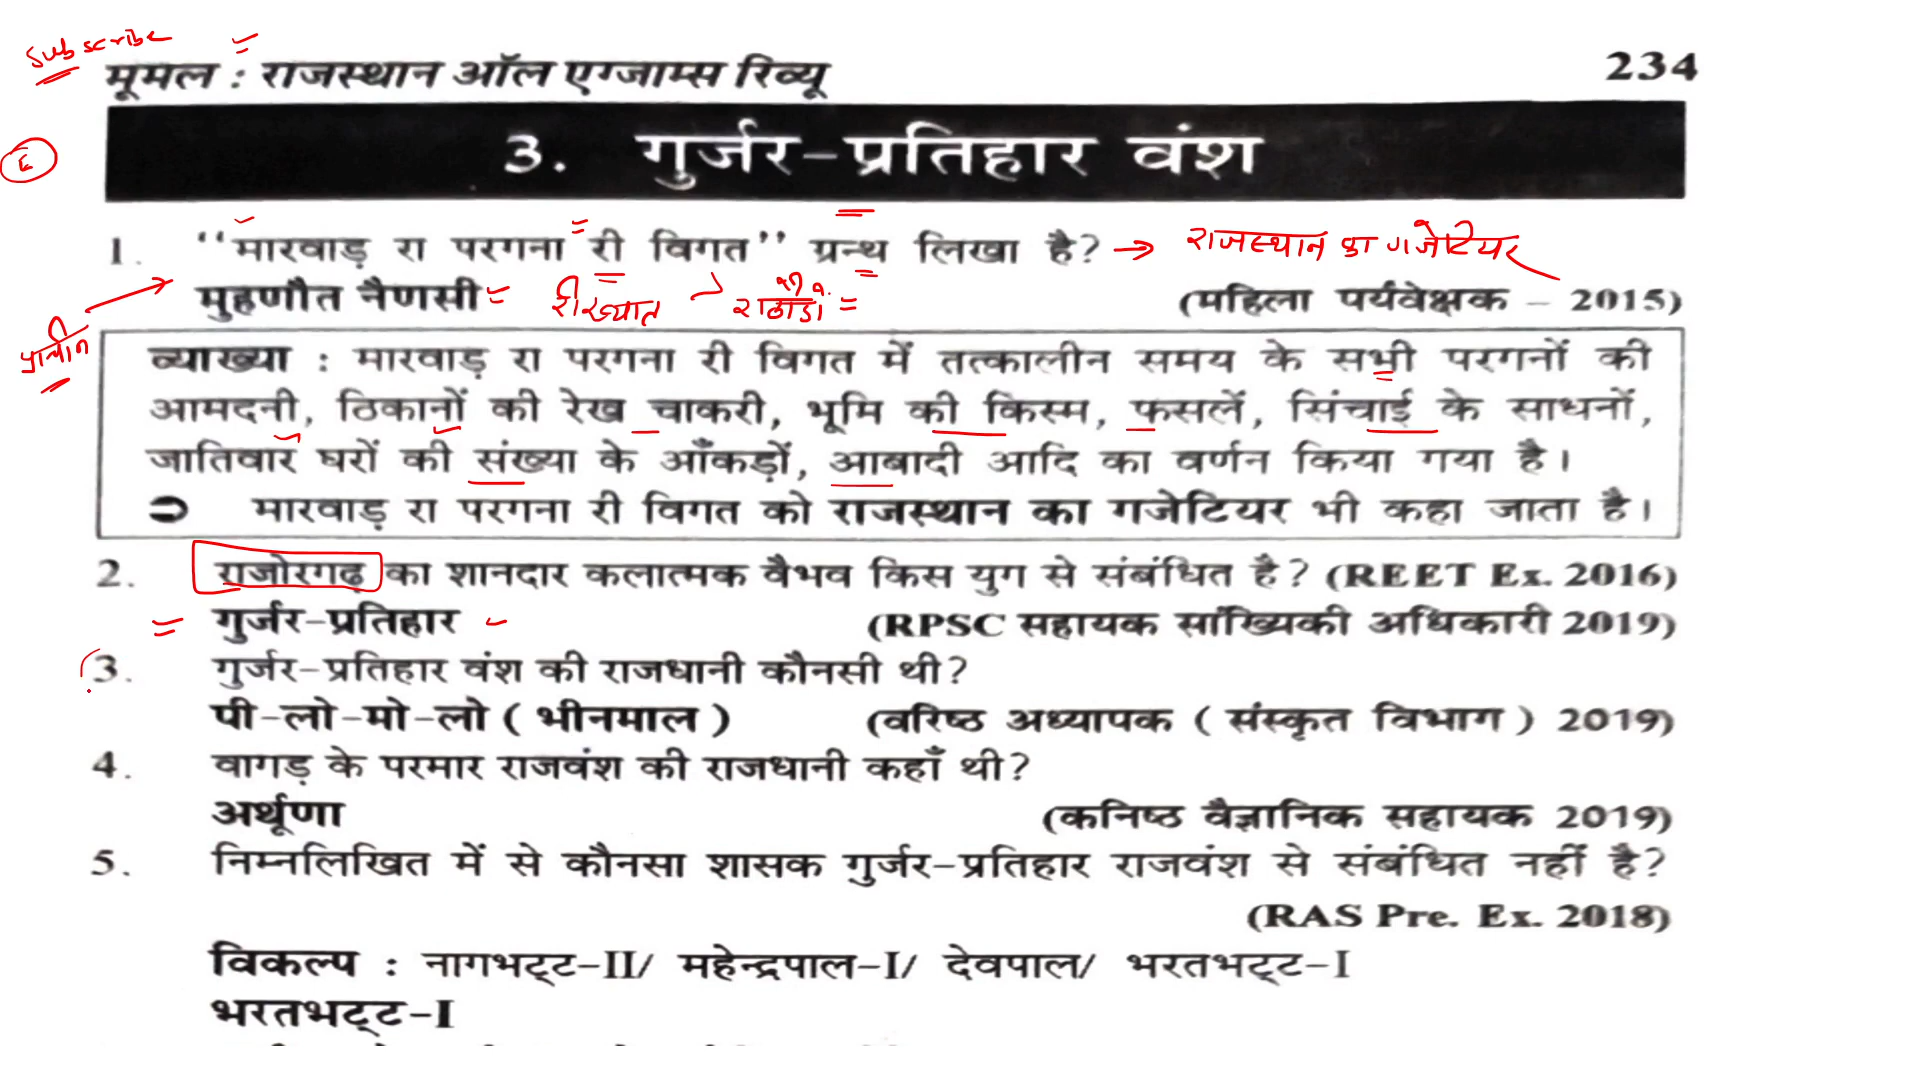 Subscribe
मूमल : राजस्थान ऑल एग्जाम्स रिव्यू 234
3. गुर्जर-प्रतिहार वंश
1. ‘‘मारवाड़ रा परगना री विगत’’ ग्रन्थ लिखा है? → राजस्थान का गजेटियर
मुहणौत नैणसी री ख्यात (महिला पर्यवेक्षक – 2015)
व्याख्या : मारवाड़ रा परगना री विगत में तत्कालीन समय के सभी परगनों की
आमदनी, ठिकानों की रेख चाकरी, भूमि की किस्म, फसलें, सिंचाई के साधनों,
जातिवार घरों की संख्या के आँकड़ों, आबादी आदि का वर्णन किया गया है।
➲ मारवाड़ रा परगना री विगत को राजस्थान का गजेटियर भी कहा जाता है।
2. राजोरगढ़ का शानदार कलात्मक वैभव किस युग से संबंधित है? (REET Ex. 2016)
गुर्जर-प्रतिहार (RPSC सहायक सांख्यिकी अधिकारी 2019)
3. गुर्जर-प्रतिहार वंश की राजधानी कौनसी थी?
पी-लो-मो-लो ( भीनमाल ) (वरिष्ठ अध्यापक ( संस्कृत विभाग ) 2019)
4. वागड़ के परमार राजवंश की राजधानी कहाँ थी?
अर्थूणा (कनिष्ठ वैज्ञानिक सहायक 2019)
5. निम्नलिखित में से कौनसा शासक गुर्जर-प्रतिहार राजवंश से संबंधित नहीं है?
(RAS Pre. Ex. 2018)
विकल्प : नागभट्ट-II/ महेन्द्रपाल-I/ देवपाल/ भरतभट्ट-I
भरतभट्ट-I